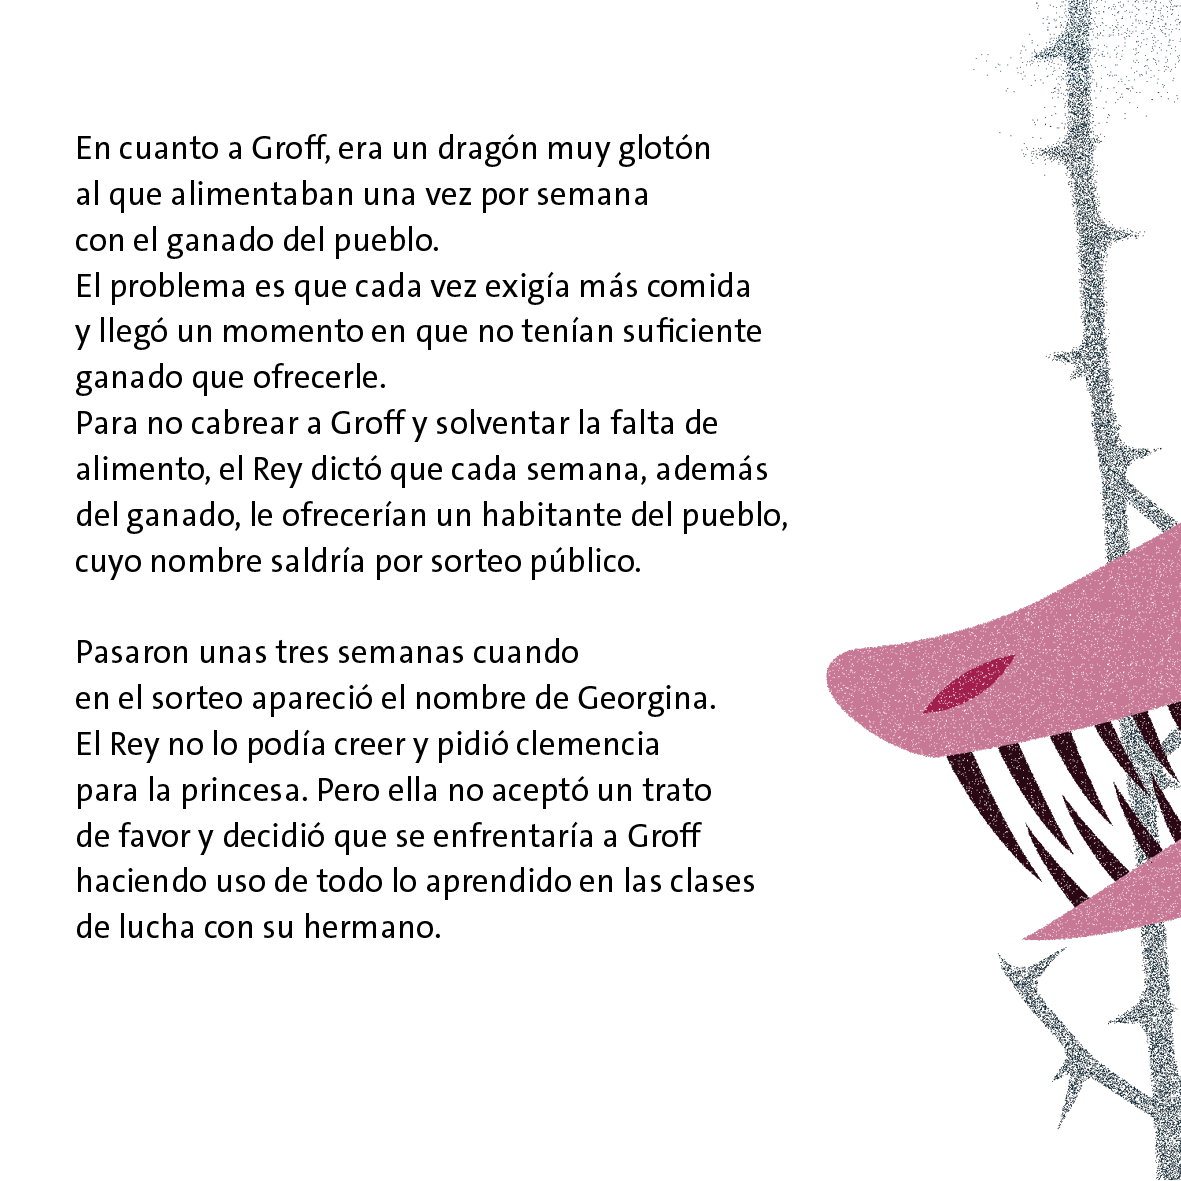 En cuanto a Groff, era un dragón muy glotón
al que alimentaban una vez por semana
con el ganado del pueblo.
El problema es que cada vez exigía más comida
y llegó un momento en que no tenían suficiente
ganado que ofrecerle.
Para no cabrear a Groff y solventar la falta de
alimento, el Rey dictó que cada semana, además
del ganado, le ofrecerían un habitante del pueblo,
cuyo nombre saldría por sorteo público.
Pasaron unas tres semanas cuando
en el sorteo apareció el nombre de Georgina.
El Rey no lo podía creer y pidió clemencia
para la princesa. Pero ella no aceptó un trato
de favor y decidió que se enfrentaría a Groff
haciendo uso de todo lo aprendido en las clases
de lucha con su hermano.